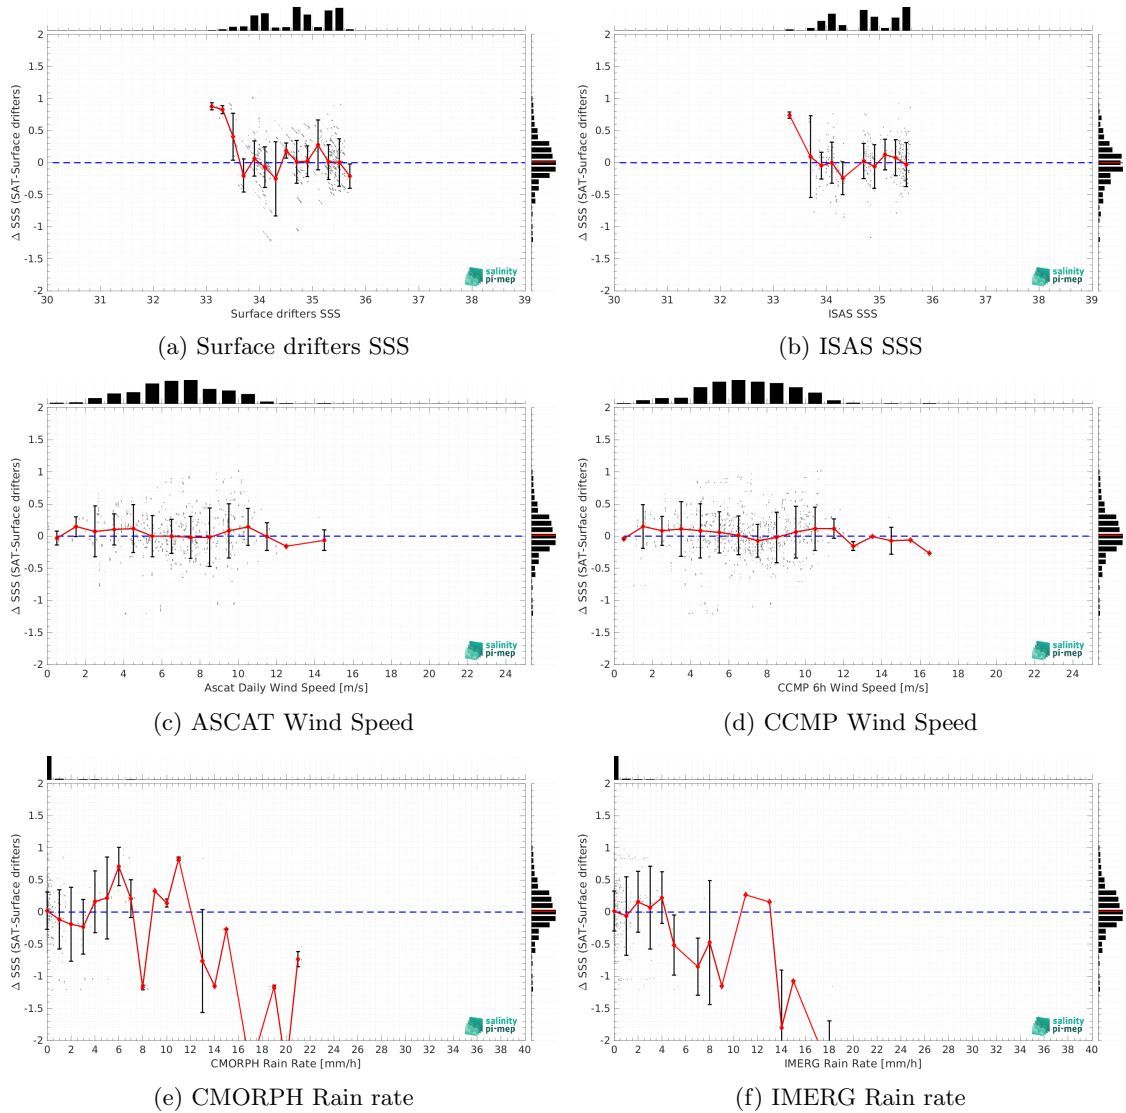 2
1.5
1
0.5
0
-0.5
-1
-1.5
-2
Δ SSS (SAT-Surface drifters)
30 31 32 33 34 35 36 37 38 39
Surface drifters SSS
salinity
pi-mep
(a) Surface drifters SSS
2
1.5
1
0.5
0
-0.5
-1
-1.5
-2
Δ SSS (SAT-Surface drifters)
30 31 32 33 34 35 36 37 38 39
ISAS SSS
salinity
pi-mep
(b) ISAS SSS
2
1.5
1
0.5
0
-0.5
-1
-1.5
-2
Δ SSS (SAT-Surface drifters)
0 2 4 6 8 10 12 14 16 18 20 22 24
Ascat Daily Wind Speed [m/s]
salinity
pi-mep
(c) ASCAT Wind Speed
2
1.5
1
0.5
0
-0.5
-1
-1.5
-2
Δ SSS (SAT-Surface drifters)
0 2 4 6 8 10 12 14 16 18 20 22 24
CCMP 6h Wind Speed [m/s]
salinity
pi-mep
(d) CCMP Wind Speed
2
1.5
1
0.5
0
-0.5
-1
-1.5
-2
Δ SSS (SAT-Surface drifters)
0 2 4 6 8 10 12 14 16 18 20 22 24 26 28 30 32 34 36 38 40
CMORPH Rain Rate [mm/h]
salinity
pi-mep
(e) CMORPH Rain rate
2
1.5
1
0.5
0
-0.5
-1
-1.5
-2
Δ SSS (SAT-Surface drifters)
0 2 4 6 8 10 12 14 16 18 20 22 24 26 28 30 32 34 36 38 40
IMERG Rain Rate [mm/h]
salinity
pi-mep
(f) IMERG Rain rate